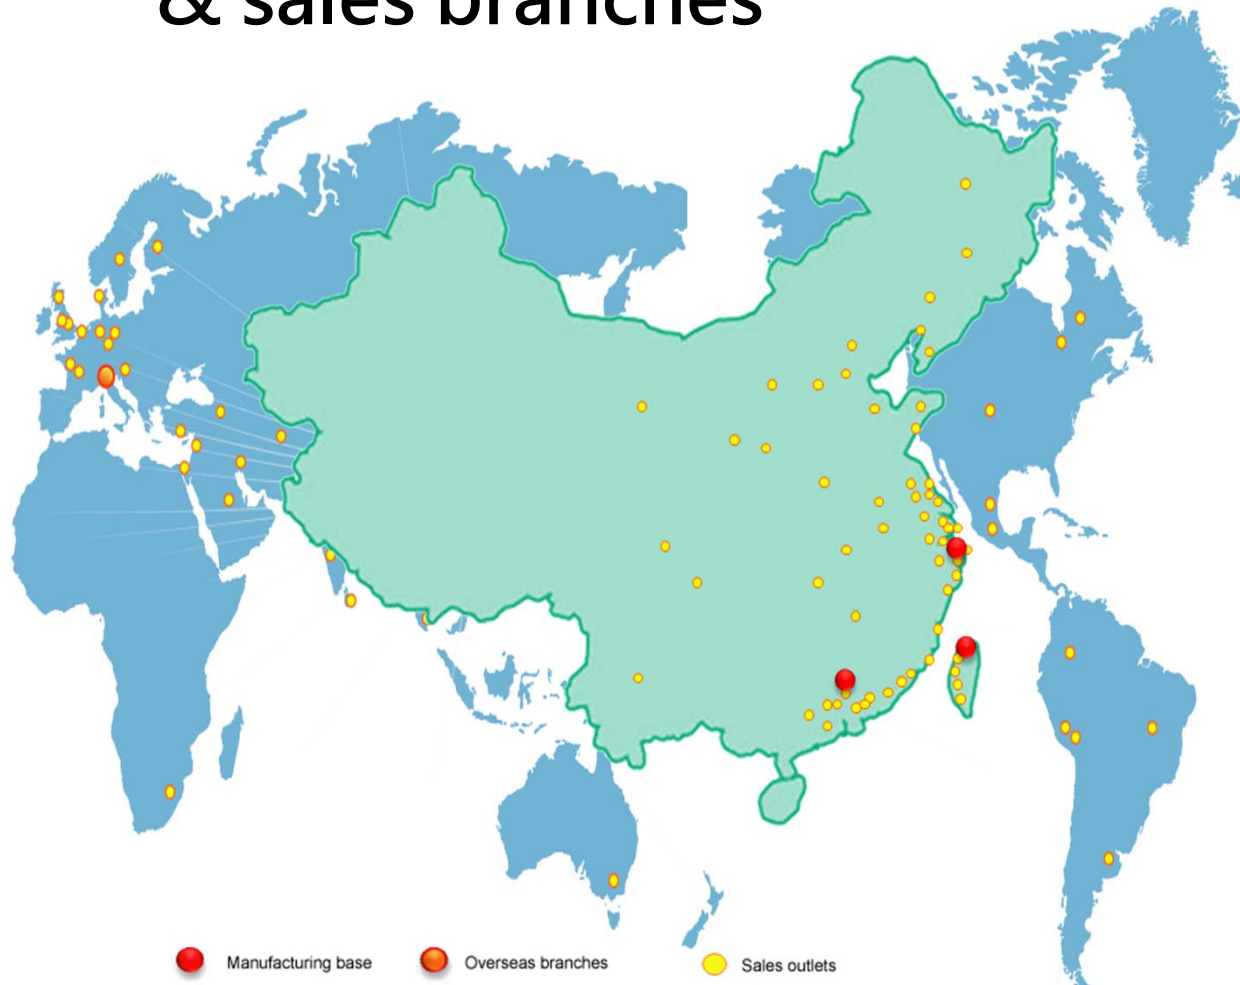 & sales branches
Manufacturing base
Overseas branches
Sales outlets